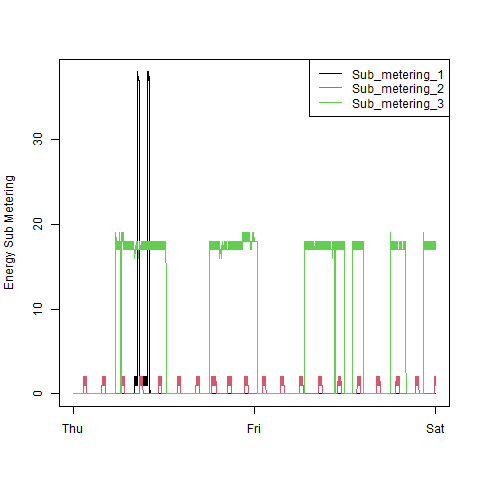 Sub_metering_1
Sub_metering_2
Sub_metering_3
Energy Sub Metering
30
20
10
0
Thu Fri Sat